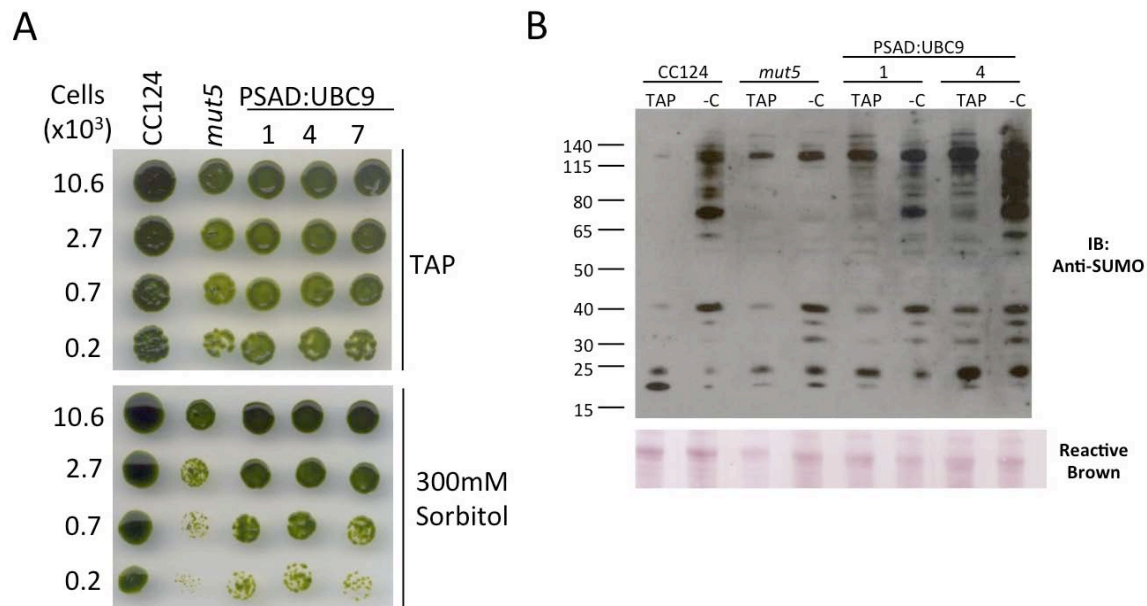 A
Cells
(x10³)
CC124
mut5
PSAD:UBC9
1 4 7
10.6
2.7
0.7
0.2
TAP
10.6
2.7
0.7
0.2
300mM
Sorbitol
B
PSAD:UBC9
CC124 mut5 1 4
TAP -C TAP -C TAP -C TAP -C
140
115
80
65
50
40
30
25
15
IB:
Anti-SUMO
Reactive
Brown